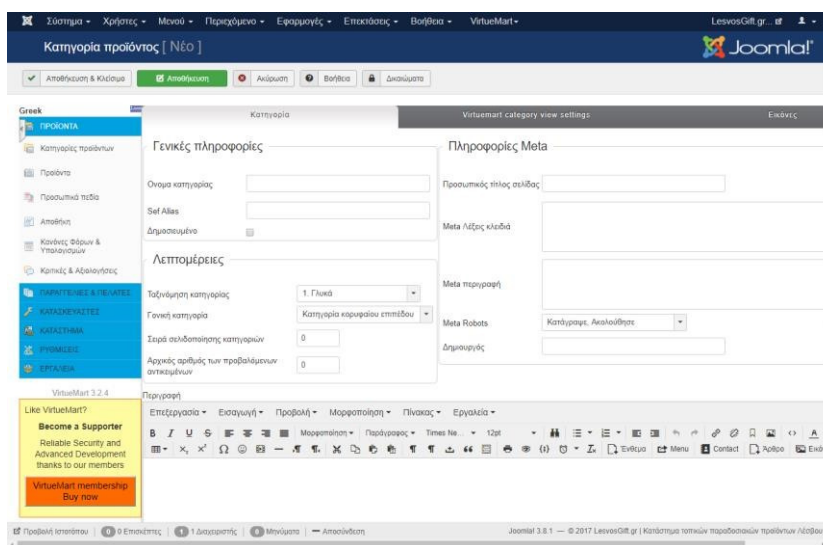 Σύστημα Χρήστες Μενού Περιεχόμενο Εφαρμογές Επεκτάσεις Βοήθεια VirtueMart LesvosGift.gr...
Κατηγορία προϊόντος [ Νέο ] Joomla!
Αποθήκευση & Κλείσιμο Αποθήκευση Ακύρωση Βοήθεια Δικαιώματα
Greek
ΠΡΟΪΟΝΤΑ
Κατηγορίες προϊόντων
Προϊόντα
Προσωπικά πεδία
Αποθήκη
Κανόνες Φόρων &
Υπολογισμών
Κριτικές & Αξιολογήσεις
ΠΑΡΑΓΓΕΛΙΕΣ & ΠΕΛΑΤΕΣ
ΚΑΤΑΣΚΕΥΑΣΤΕΣ
ΚΑΤΑΣΤΗΜΑ
ΡΥΘΜΙΣΕΙΣ
ΕΡΓΑΛΕΙΑ
VirtueMart 3.2.4
Like VirtueMart?
Become a Supporter
Reliable Security and
Advanced Development
thanks to our members
VirtueMart membership
Buy now
Κατηγορία Virtuemart category view settings Εικόνες
Γενικές πληροφορίες
Ονομα κατηγορίας
Sef Alias
Δημοσιευμένο
Λεπτομέρειες
Ταξινόμηση κατηγορίας 1. Γλυκά
Γονική κατηγορία Κατηγορία κορυφαίου επιπέδου
Σειρά σελιδοποίησης κατηγοριών 0
Αρχικός αριθμός των προβαλόμενων
αντικειμένων 0
Πληροφορίες Meta
Προσωπικός τίτλος σελίδας
Meta Λέξεις κλειδιά
Meta περιγραφή
Meta Robots Κατάγραψε, Ακολούθησε
Δημιουργός
Περιγραφή
Επεξεργασία Εισαγωγή Προβολή Μορφοποίηση Πίνακας Εργαλεία
B I U S Μορφοποίηση Παράγραφος Times Ne... 12pt
Ένθεμα Menu Contact Άρθρο
Προβολή Ιστοτόπου 0 Επισκέπτες 1 Διαχειριστής 0 Μηνύματα Αποσύνδεση Joomla! 3.8.1 — © 2017 LesvosGift.gr | Κατάστημα τοπικών παραδοσιακών προϊόντων Λέσβου